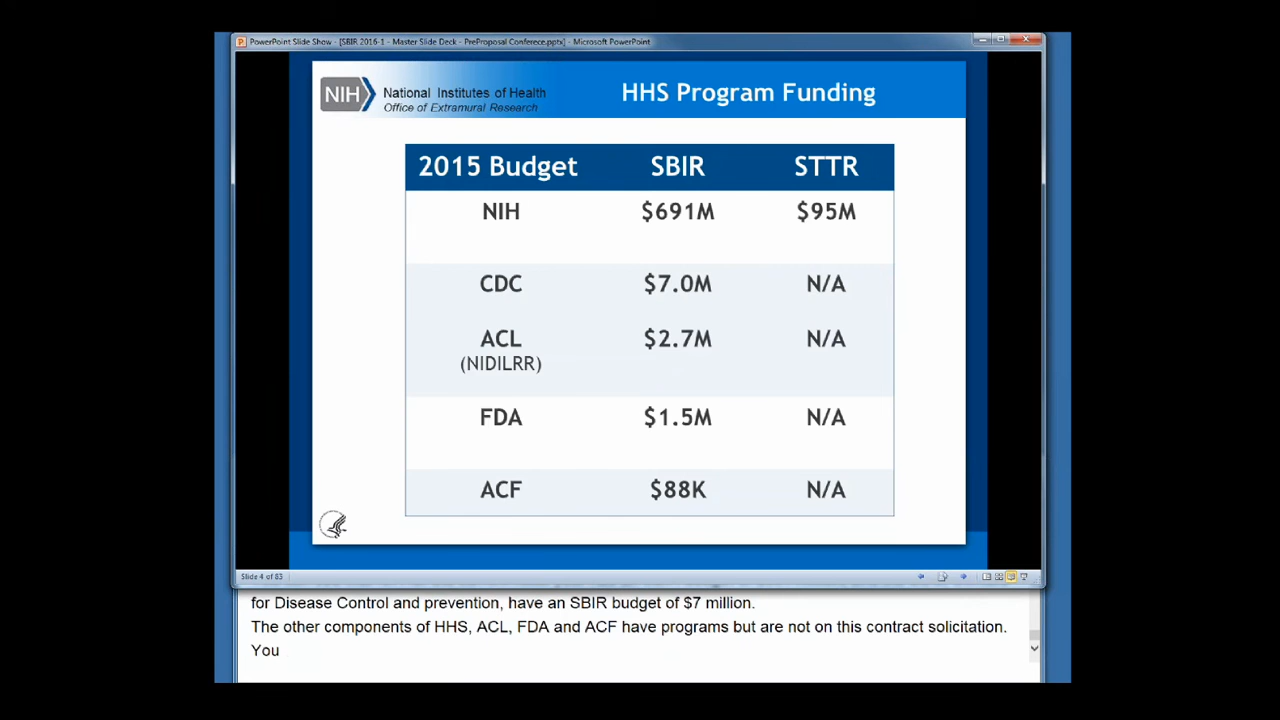 PowerPoint Slide Show - [SBIR 2016-1 - Master Slide Deck - PreProposal Conferece.pptx] - Microsoft PowerPoint
NIH National Institutes of Health
Office of Extramural Research
HHS Program Funding
2015 Budget SBIR STTR
NIH $691M $95M
CDC $7.0M N/A
ACL $2.7M N/A
(NIDILRR)
FDA $1.5M N/A
ACF $88K N/A
Slide 4 of 83
for Disease Control and prevention, have an SBIR budget of $7 million.
The other components of HHS, ACL, FDA and ACF have programs but are not on this contract solicitation.
You